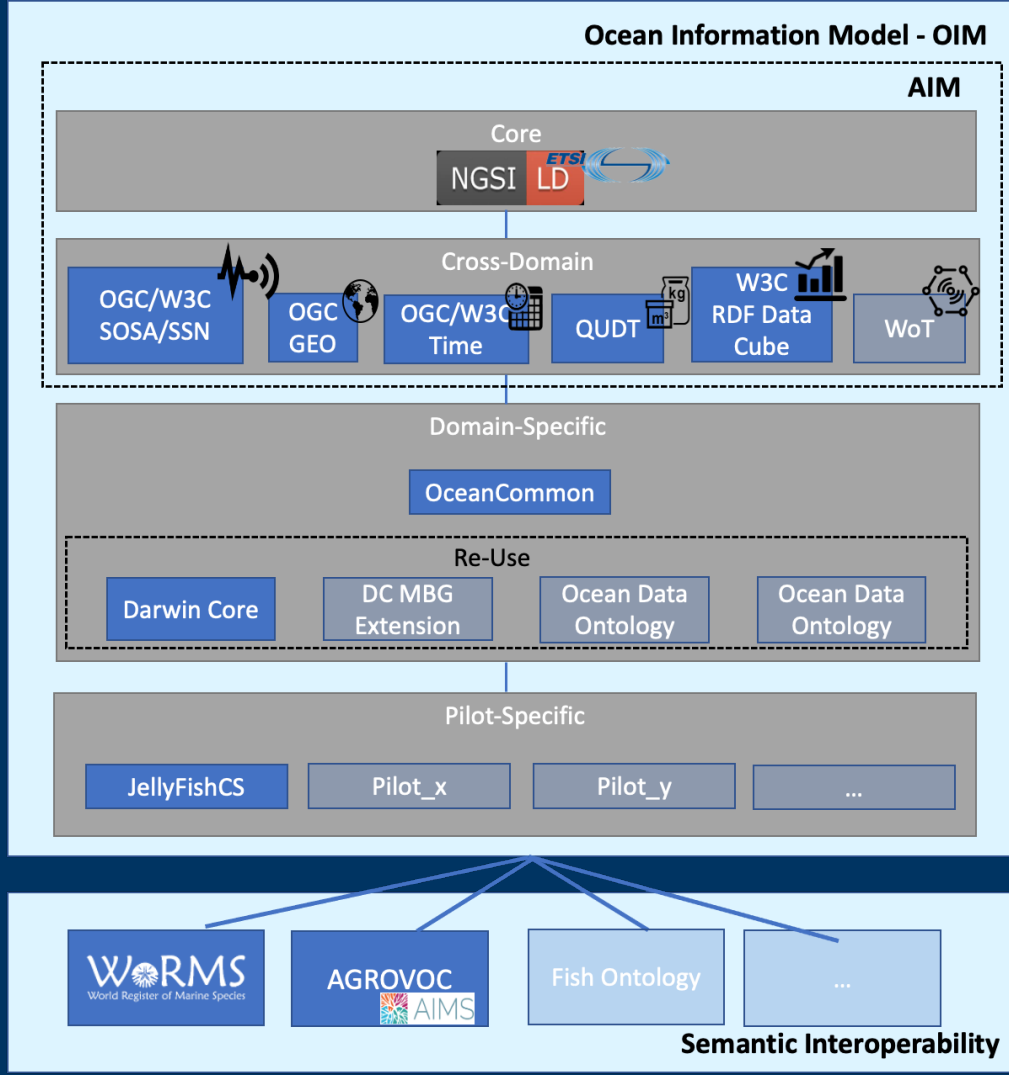 Ocean Information Model - OIM
AIM
Core
NGSI LD
ETSI
Cross-Domain
OGC/W3C
SOSA/SSN
OGC
GEO
OGC/W3C
Time
QUDT
kg
m³
W3C
RDF Data
Cube
WoT
Domain-Specific
OceanCommon
Re-Use
Darwin Core
DC MBG
Extension
Ocean Data
Ontology
Ocean Data
Ontology
Pilot-Specific
JellyFishCS
Pilot_x
Pilot_y
...
WoRMS
World Register of Marine Species
AGROVOC
AIMS
Fish Ontology
...
Semantic Interoperability